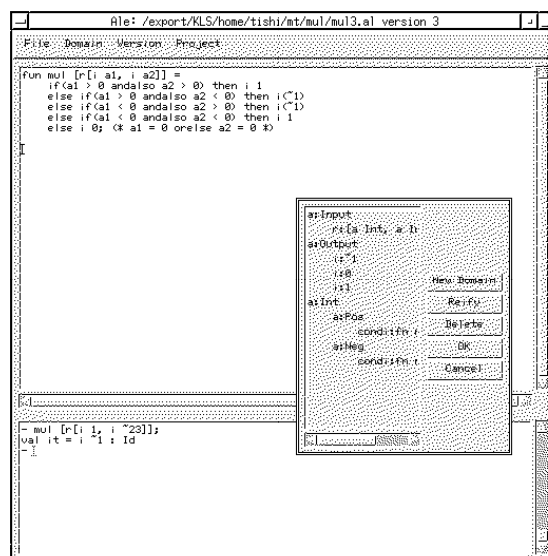 Ale: /export/KLS/home/tishi/mt/mul/mul3.al version 3
File Domain Version Project
fun mul [r[i a1, i a2]] =
if(a1 > 0 andalso a2 > 0) then i 1
else if(a1 > 0 andalso a2 < 0) then i(~1)
else if(a1 < 0 andalso a2 > 0) then i(~1)
else if(a1 < 0 andalso a2 < 0) then i 1
else i 0; (* a1 = 0 orelse a2 = 0 *)
a:Input
r:[a Int, a In
a:Output
i:~1
i:0
i:1
a:Int
a:Pos
cond:(fn
a:Neg
cond:(fn
New Domain
Reify
Delete
OK
Cancel
- mul [r[i 1, i ~23]];
val it = i ~1 : Id
-